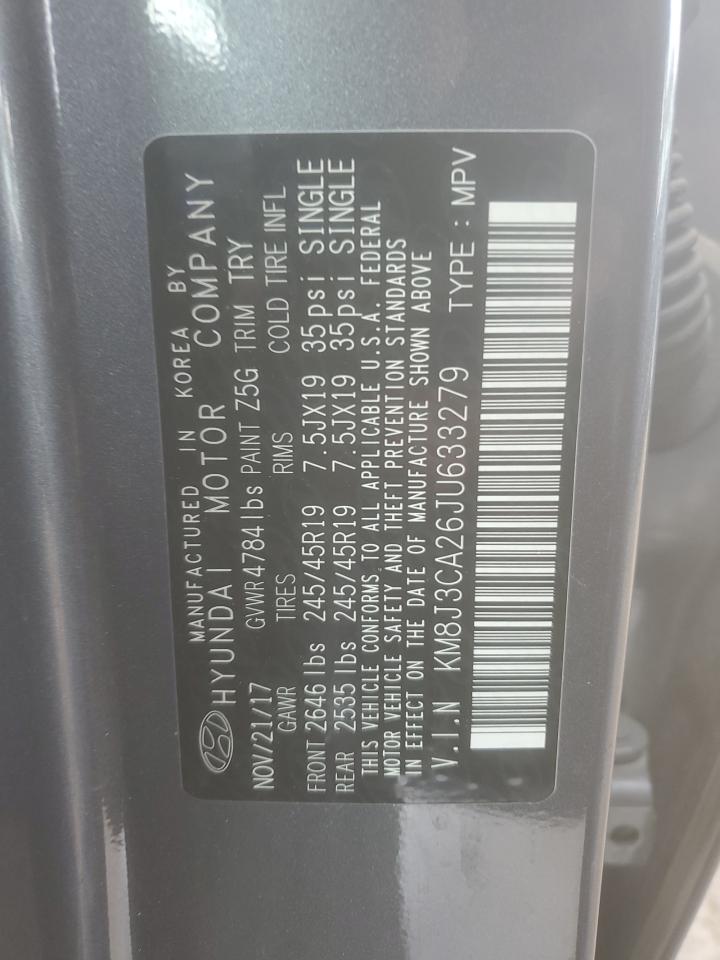 MANUFACTURED IN KOREA BY
HYUNDAI MOTOR COMPANY
NOV/21/17 GVWR 4784 lbs PAINT Z5G TRIM TRY
GAWR TIRES RIMS COLD TIRE INFL
FRONT 2646 lbs 245/45R19 7.5JX19 35psi SINGLE
REAR 2535 lbs 245/45R19 7.5JX19 35psi SINGLE
THIS VEHICLE CONFORMS TO ALL APPLICABLE U.S.A. FEDERAL
MOTOR VEHICLE SAFETY AND THEFT PREVENTION STANDARDS
IN EFFECT ON THE DATE OF MANUFACTURE SHOWN ABOVE
V.I.N KM8J3CA26JU633279 TYPE : MPV